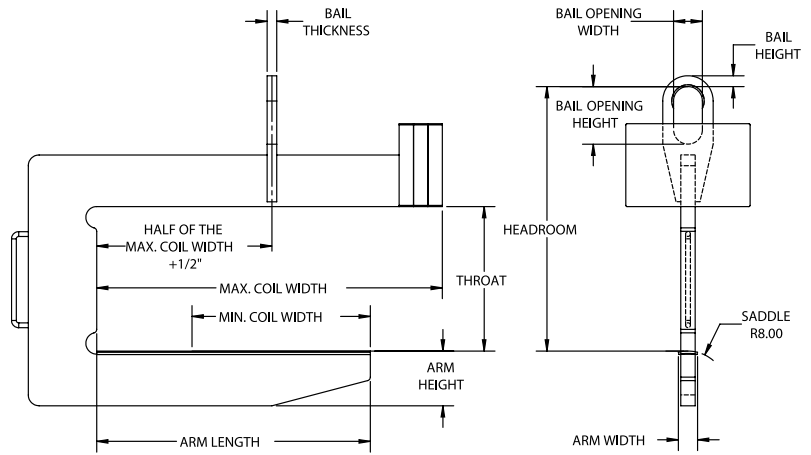 BAIL
THICKNESS
BAIL OPENING
WIDTH
BAIL
HEIGHT
BAIL OPENING
HEIGHT
HALF OF THE
MAX. COIL WIDTH
+1/2"
HEADROOM
THROAT
MAX. COIL WIDTH
MIN. COIL WIDTH
SADDLE
R8.00
ARM
HEIGHT
ARM LENGTH
ARM WIDTH